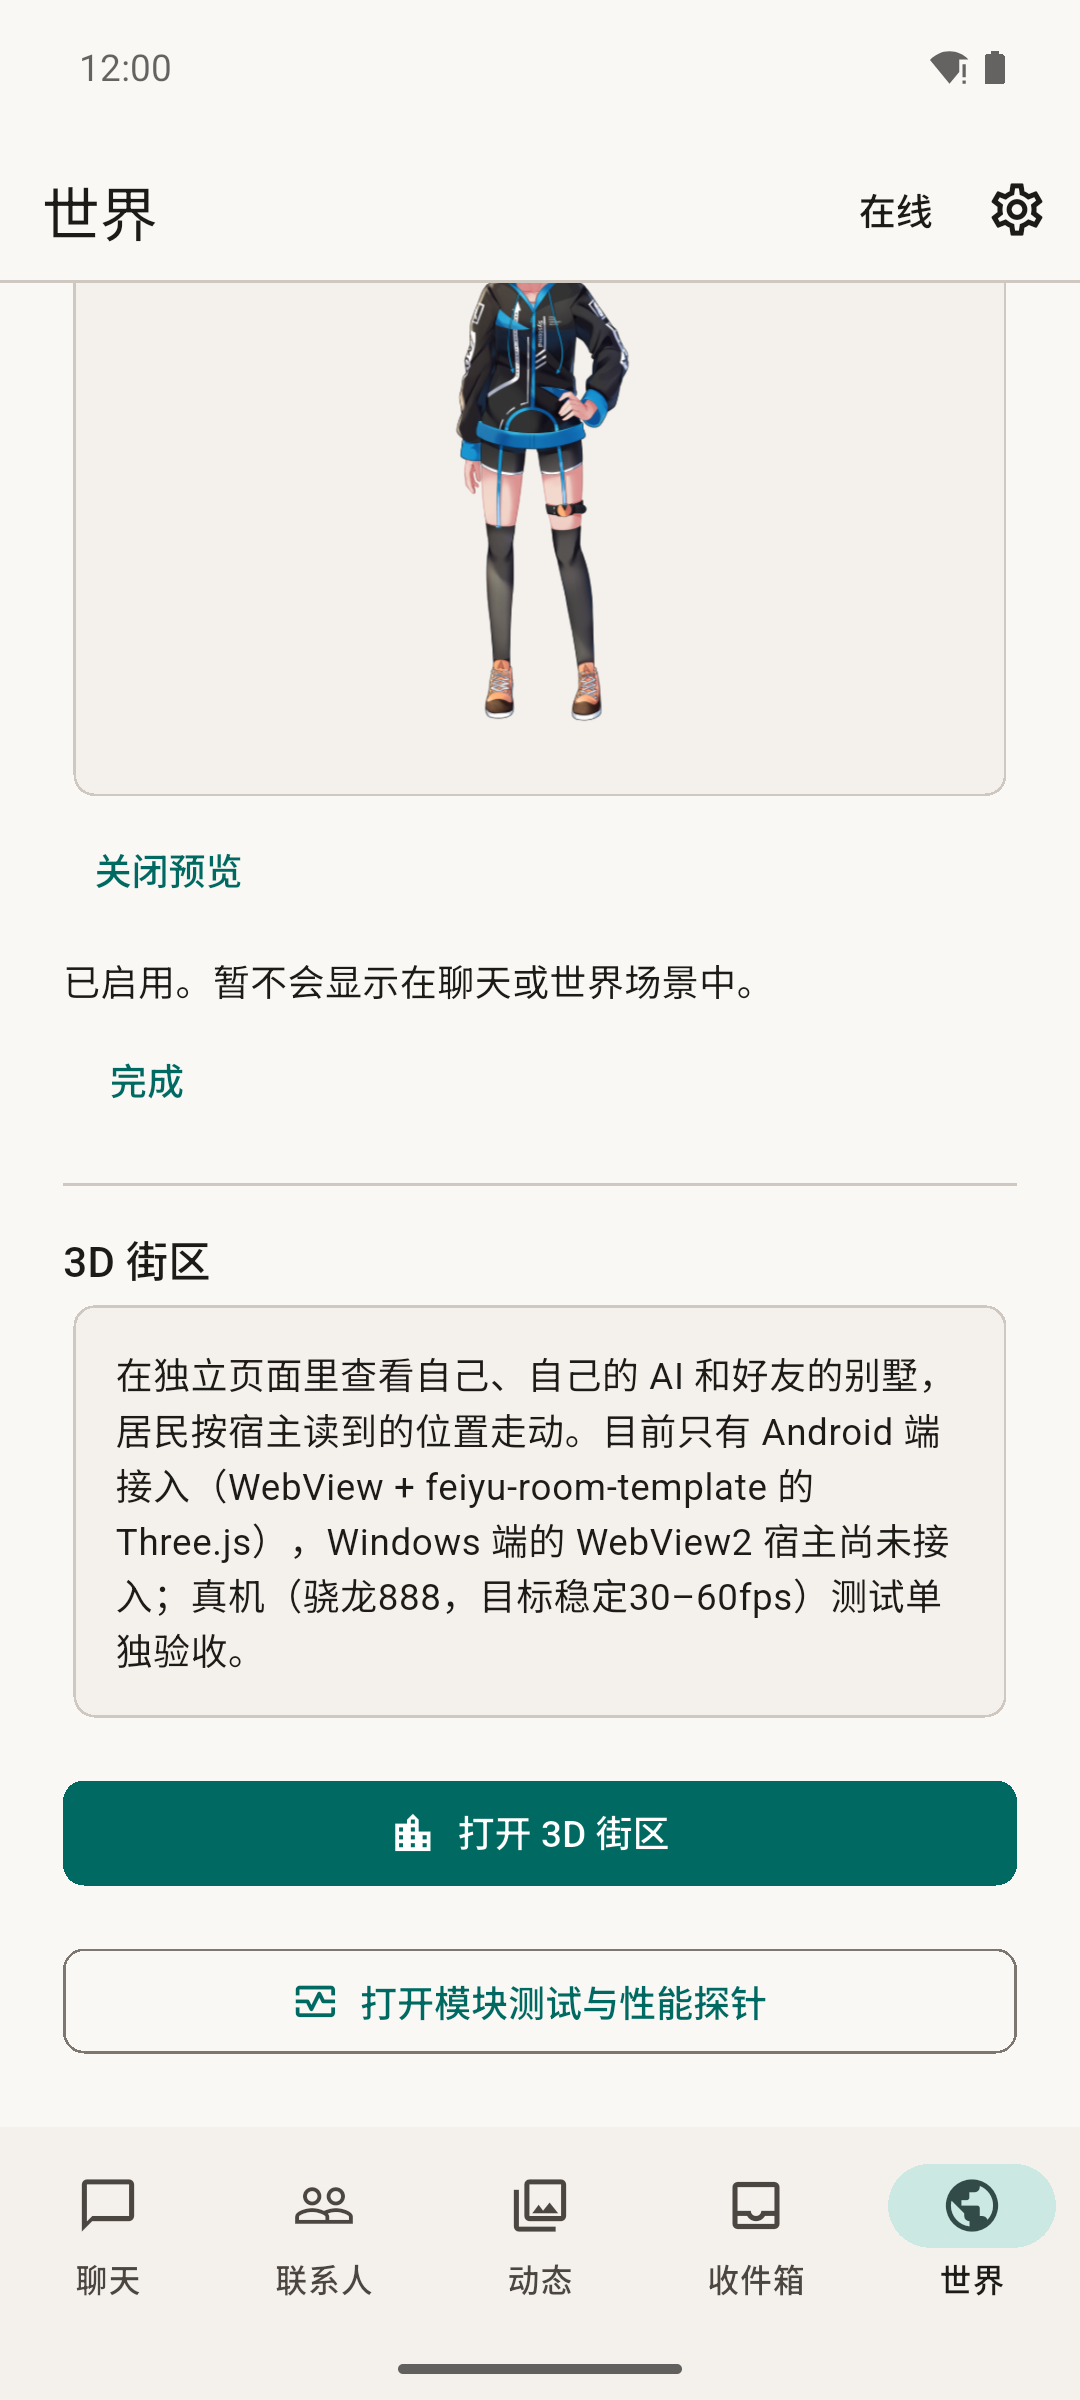 12:00
世界
在线
关闭预览
已启用。暂不会显示在聊天或世界场景中。
完成
3D 街区
在独立页面里查看自己、自己的 AI 和好友的别墅，
居民按宿主读到的位置走动。目前只有 Android 端
接入（WebView + feiyu-room-template 的
Three.js），Windows 端的 WebView2 宿主尚未接
入；真机（骁龙888，目标稳定30–60fps）测试单
独验收。
打开 3D 街区
打开模块测试与性能探针
聊天
联系人
动态
收件箱
世界